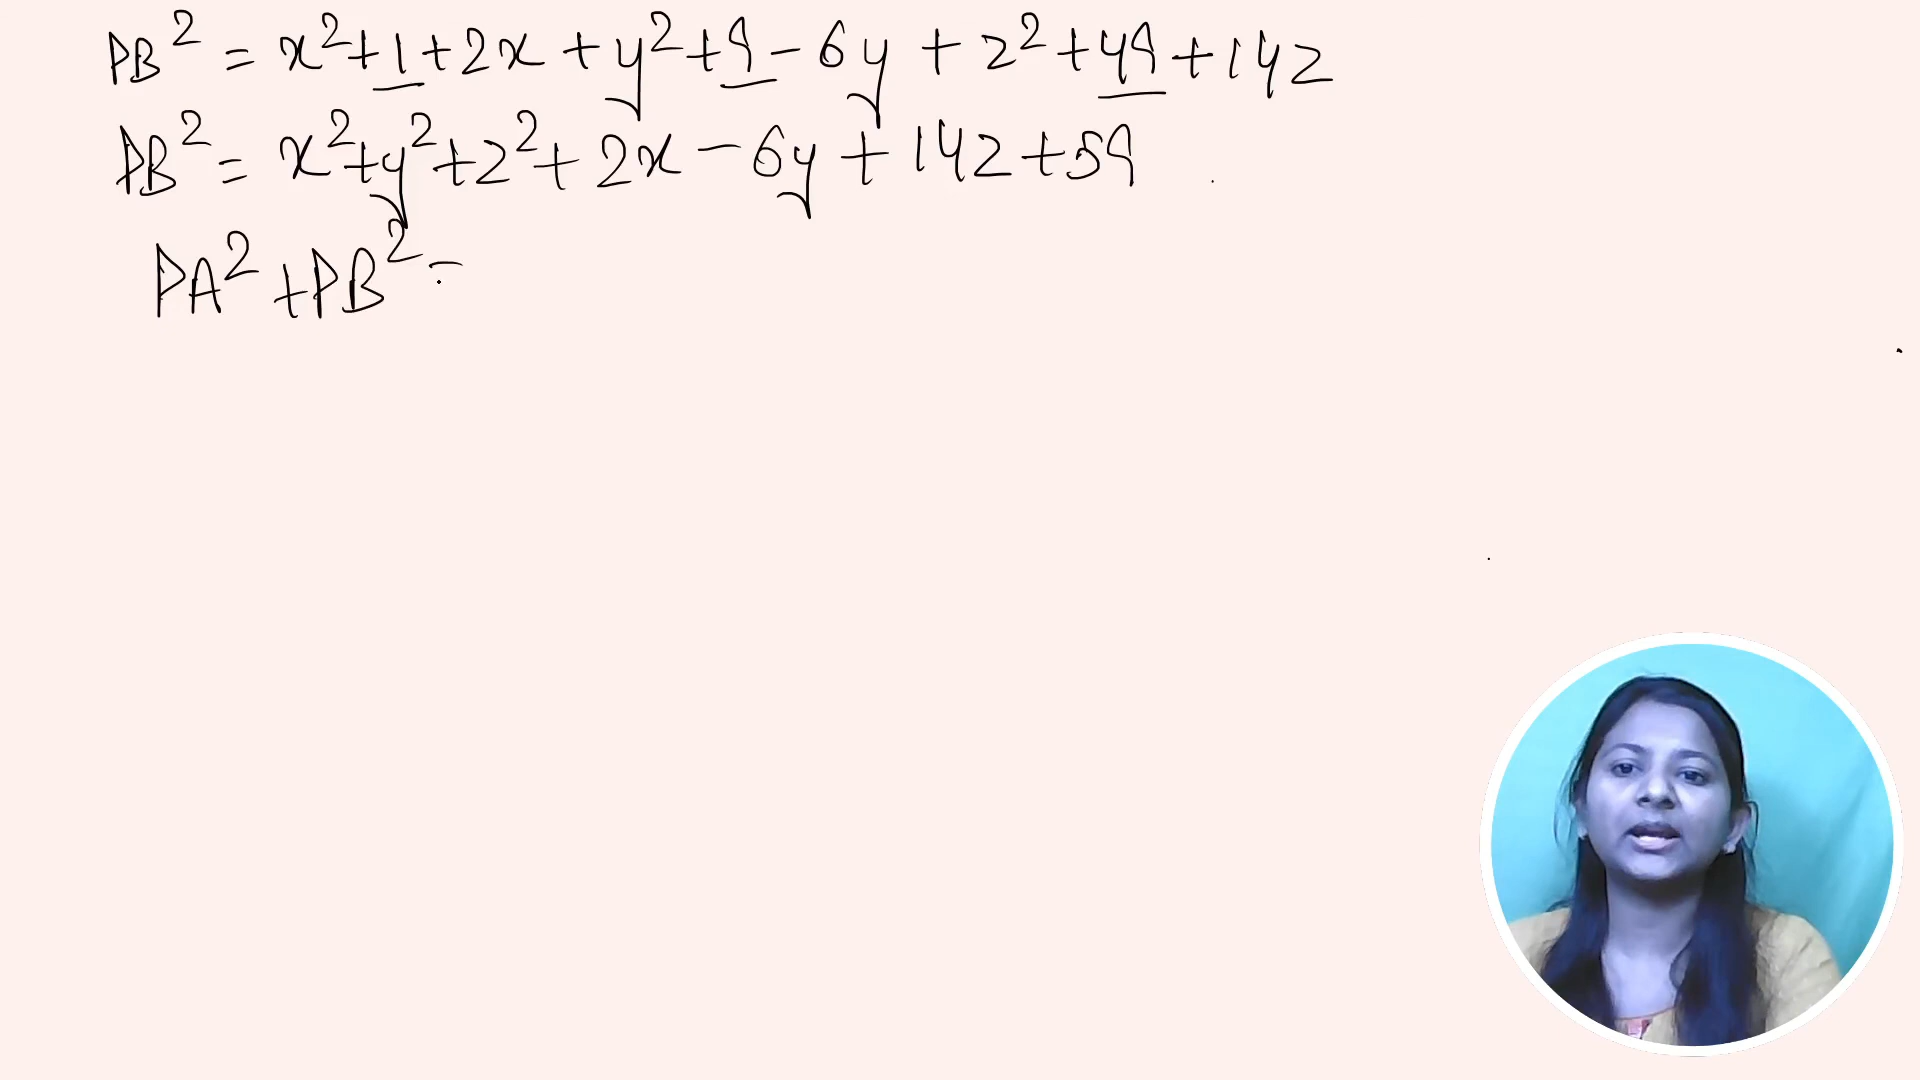 PB² = x²+1+2x+y²+9-6y+z²+49+14z
PB² = x²+y²+z²+2x-6y+14z+59
PA²+PB² =